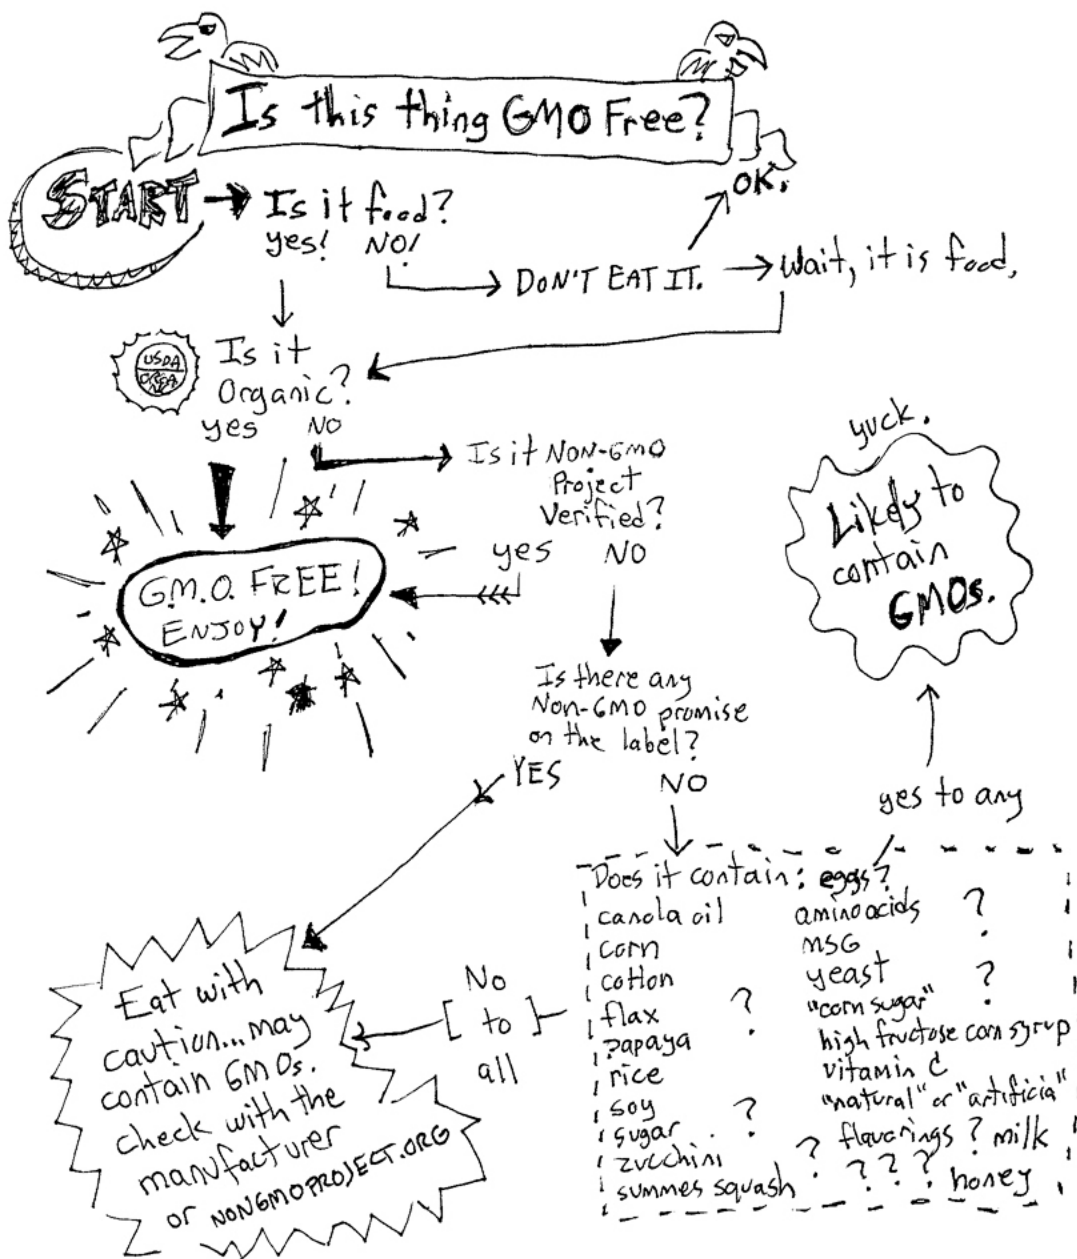 Is this thing GMO Free?
START
Is it food?
yes! NO!
DON'T EAT IT.
OK.
Wait, it is food.
USDA
ORGA
NIC
Is it
Organic?
yes NO
Is it NON-GMO
Project
Verified?
yes NO
G.M.O. FREE!
ENJOY!
Is there any
Non-GMO promise
on the label?
YES NO
yuck.
Likely to
contain
GMOs.
yes to any
Does it contain: eggs?
canola oil
corn
cotton
flax ?
papaya
rice
soy
sugar ?
zucchini
summes squash
aminoacids ?
MSG
yeast ?
"corn sugar"
high fructose corn syrup
vitamin C
"natural" or "artificial"
flavorings ? milk
? ? ? ? honey
No
to
all
Eat with
caution...may
contain GMOs.
check with the
manufacturer
or NONGMOPROJECT.ORG